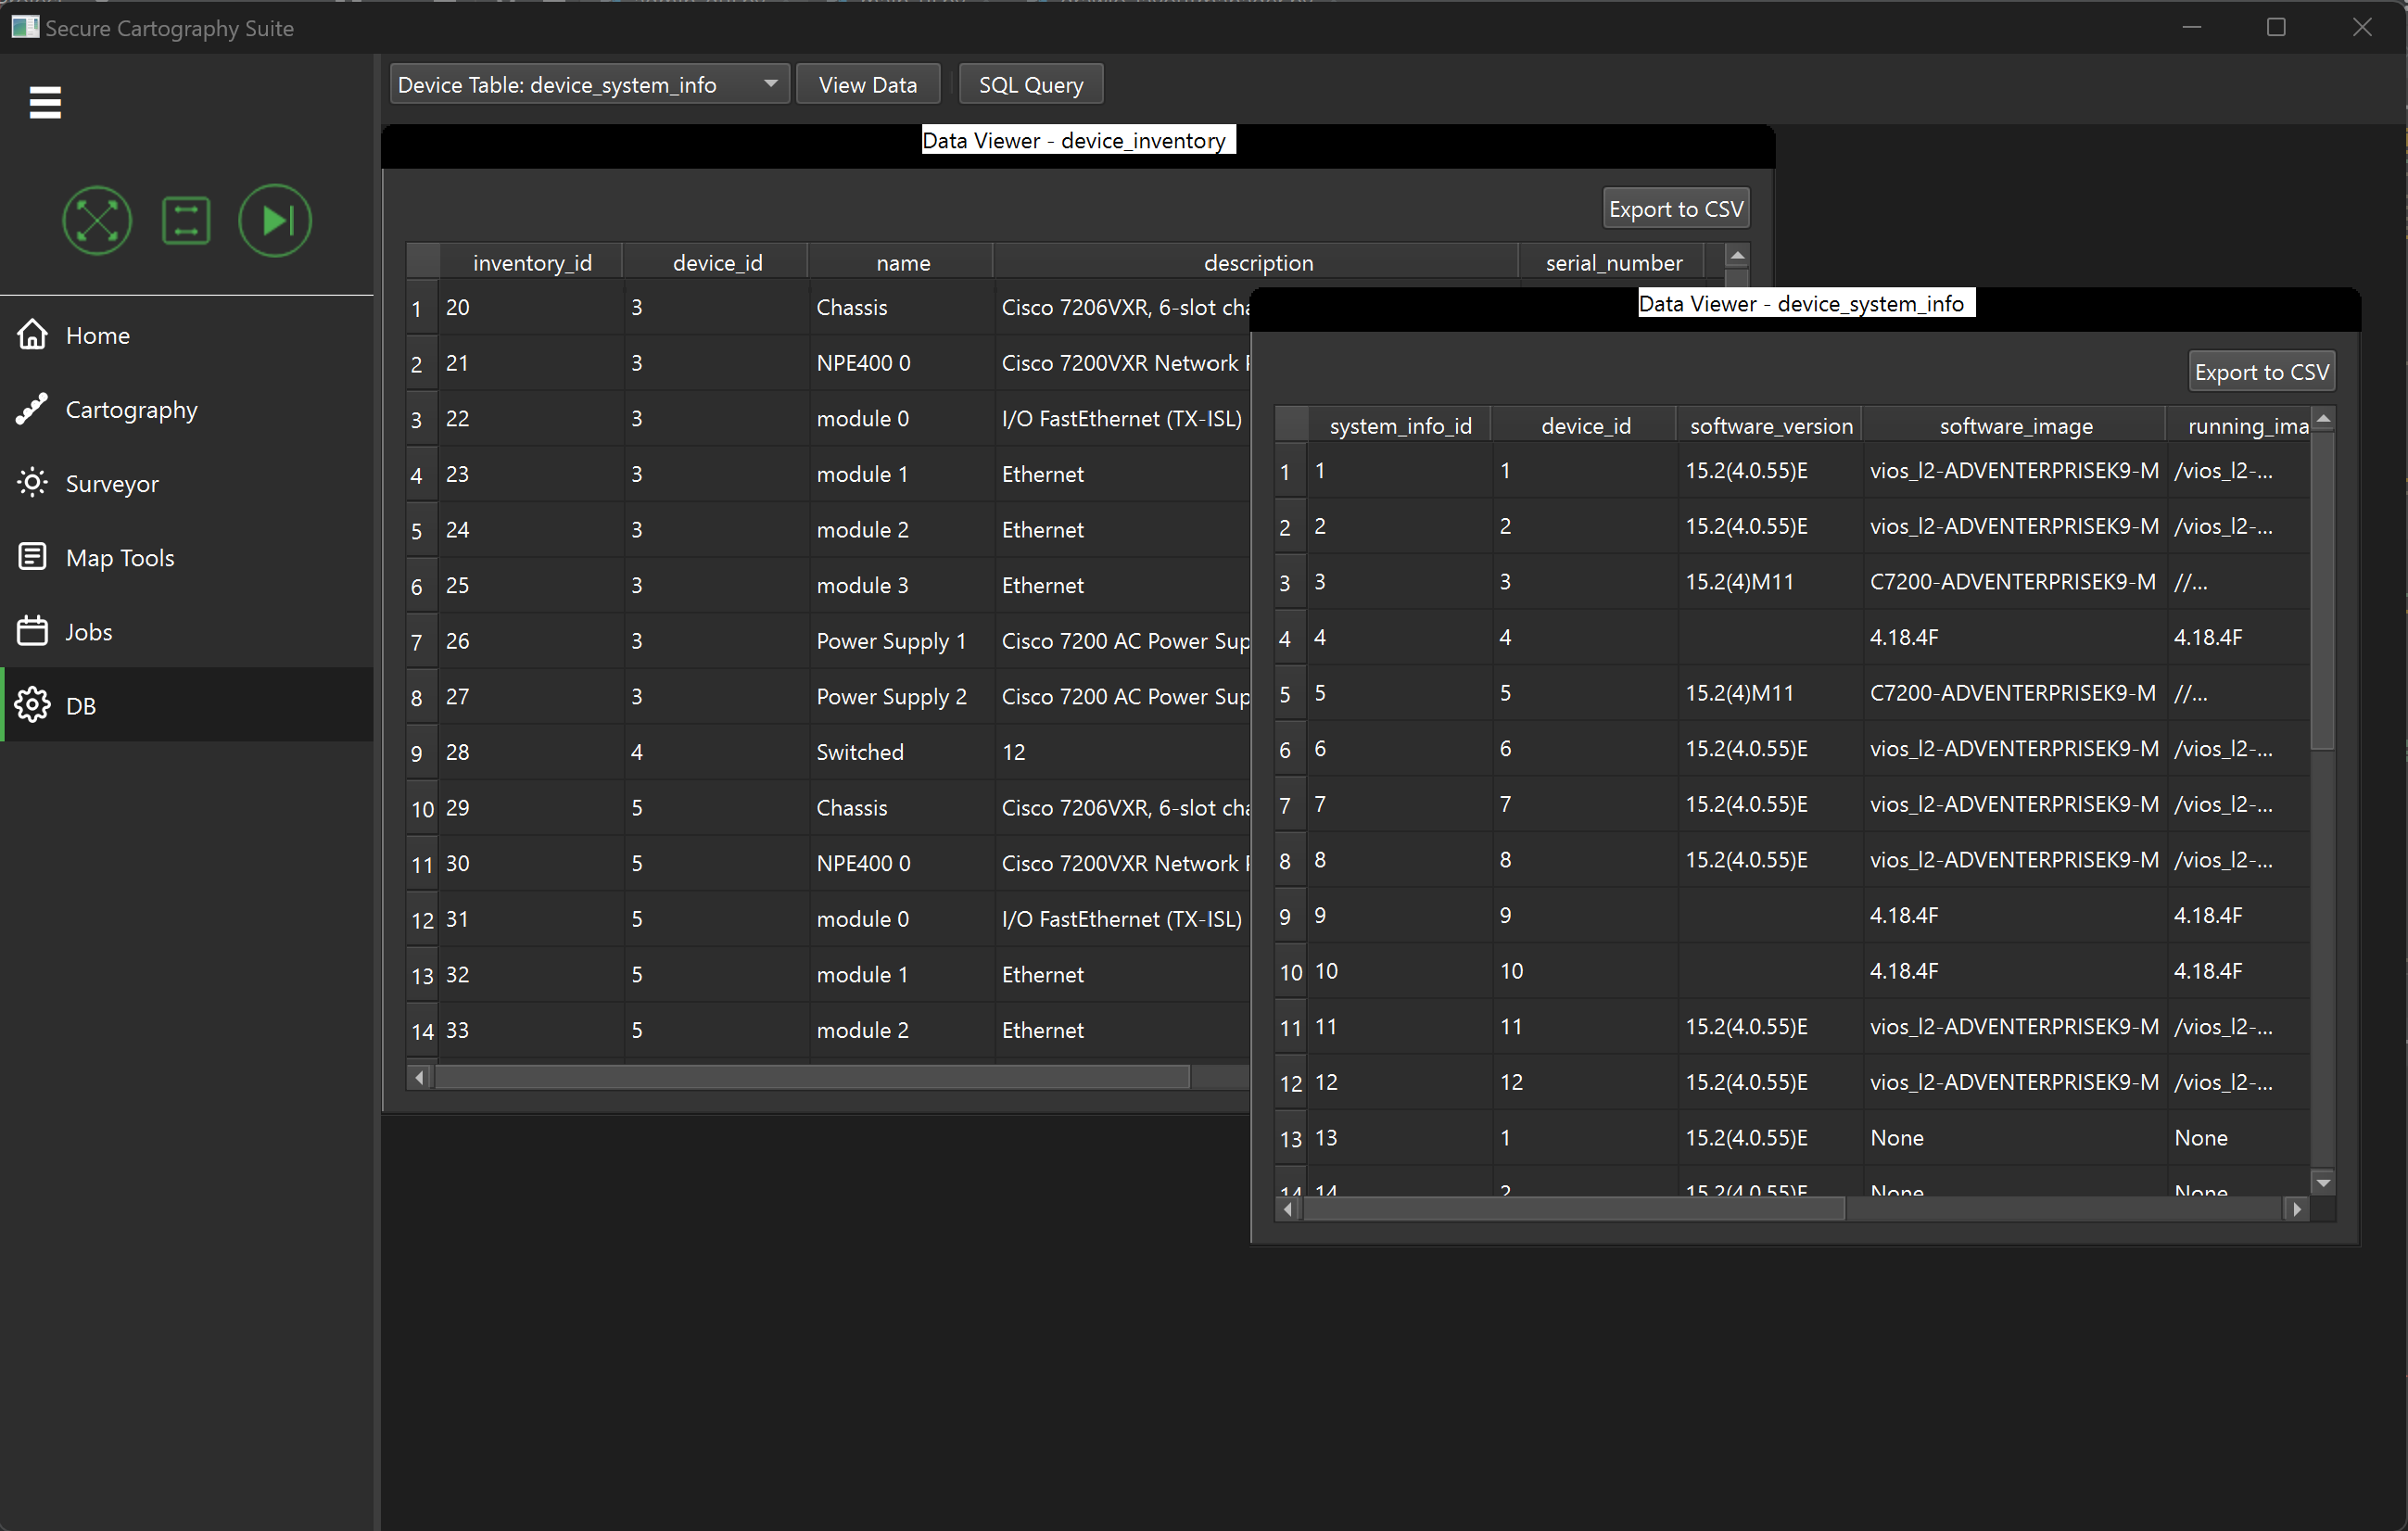 Secure Cartography Suite
Device Table: device_system_info
View Data
SQL Query
Home
Cartography
Surveyor
Map Tools
Jobs
DB
Data Viewer - device_inventory
Export to CSV
inventory_id device_id name description serial_number
1 20 3 Chassis Cisco 7206VXR, 6-slot
2 21 3 NPE400 0 Cisco 7200VXR Network
3 22 3 module 0 I/O FastEthernet (TX-ISL)
4 23 3 module 1 Ethernet
5 24 3 module 2 Ethernet
6 25 3 module 3 Ethernet
7 26 3 Power Supply 1 Cisco 7200 AC Power Sup
8 27 3 Power Supply 2 Cisco 7200 AC Power Sup
9 28 4 Switched 12
10 29 5 Chassis Cisco 7206VXR, 6-slot
11 30 5 NPE400 0 Cisco 7200VXR Network
12 31 5 module 0 I/O FastEthernet (TX-ISL)
13 32 5 module 1 Ethernet
14 33 5 module 2 Ethernet
Data Viewer - device_system_info
Export to CSV
system_info_id device_id software_version software_image running_ima
1 1 1 15.2(4.0.55)E vios_l2-ADVENTERPRISEK9-M /vios_l2-...
2 2 2 15.2(4.0.55)E vios_l2-ADVENTERPRISEK9-M /vios_l2-...
3 3 3 15.2(4)M11 C7200-ADVENTERPRISEK9-M //...
4 4 4 4.18.4F 4.18.4F
5 5 5 15.2(4)M11 C7200-ADVENTERPRISEK9-M //...
6 6 6 15.2(4.0.55)E vios_l2-ADVENTERPRISEK9-M /vios_l2-...
7 7 7 15.2(4.0.55)E vios_l2-ADVENTERPRISEK9-M /vios_l2-...
8 8 8 15.2(4.0.55)E vios_l2-ADVENTERPRISEK9-M /vios_l2-...
9 9 9 4.18.4F 4.18.4F
10 10 10 4.18.4F 4.18.4F
11 11 11 15.2(4.0.55)E vios_l2-ADVENTERPRISEK9-M /vios_l2-...
12 12 12 15.2(4.0.55)E vios_l2-ADVENTERPRISEK9-M /vios_l2-...
13 13 1 15.2(4.0.55)E None None
14 14 2 15.2(4.0.55)E None None